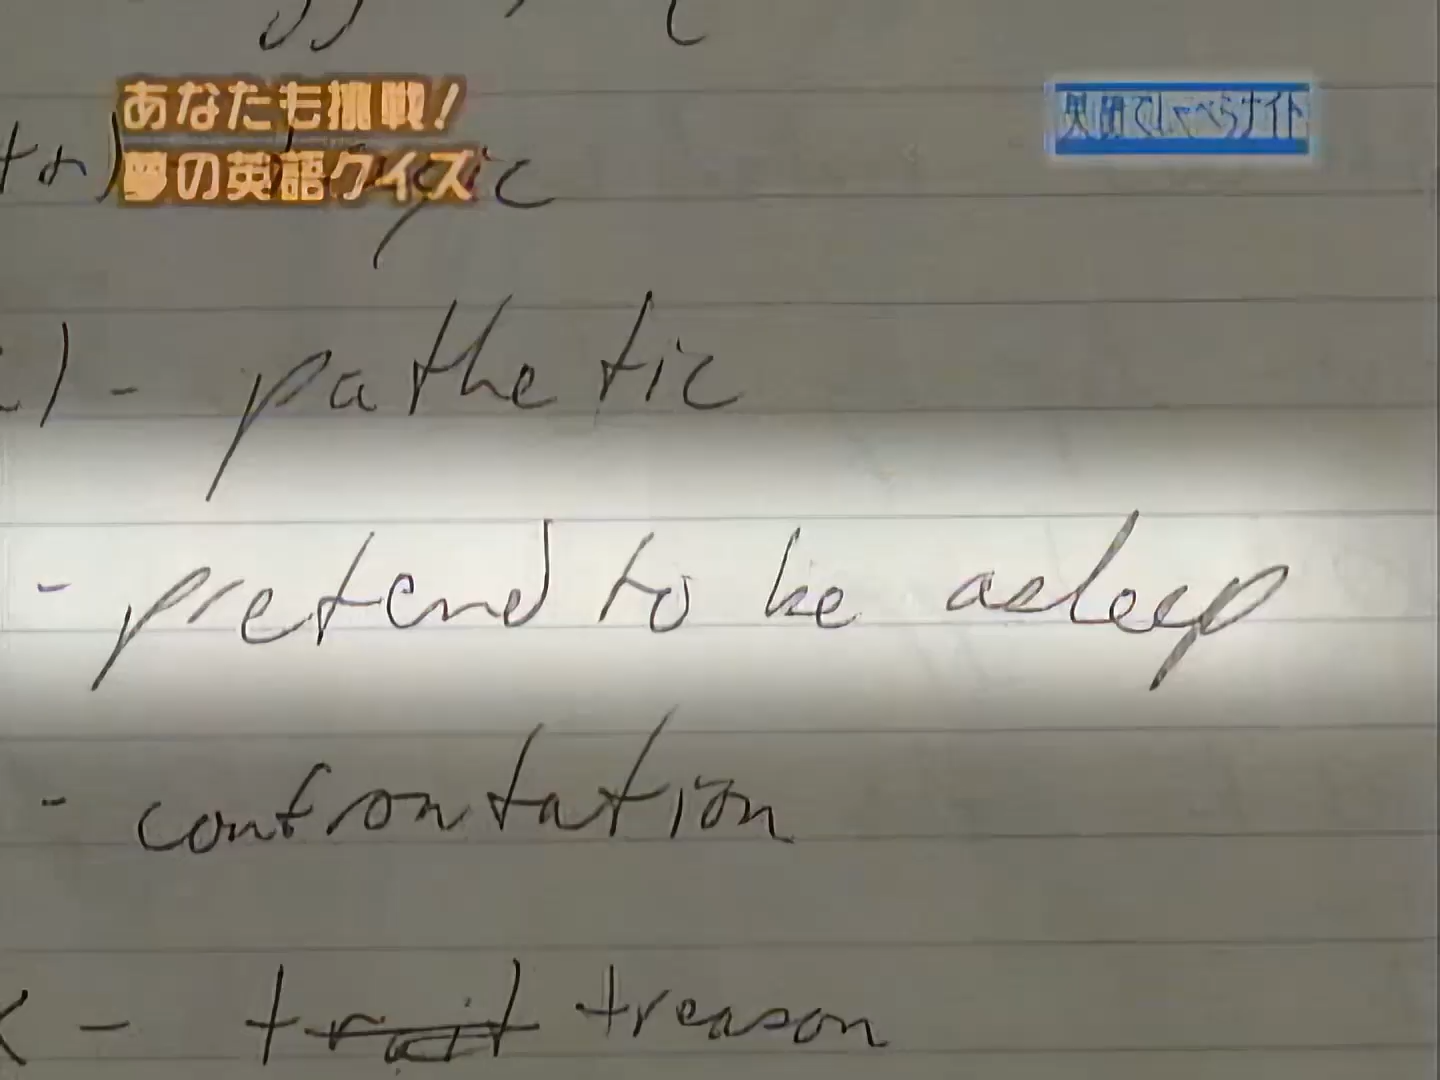 あなたも挑戦!
夢の英語クイズ
英語でしゃべらナイト
- pathetic
- pretend to be asleep
- confrontation
- trait treason